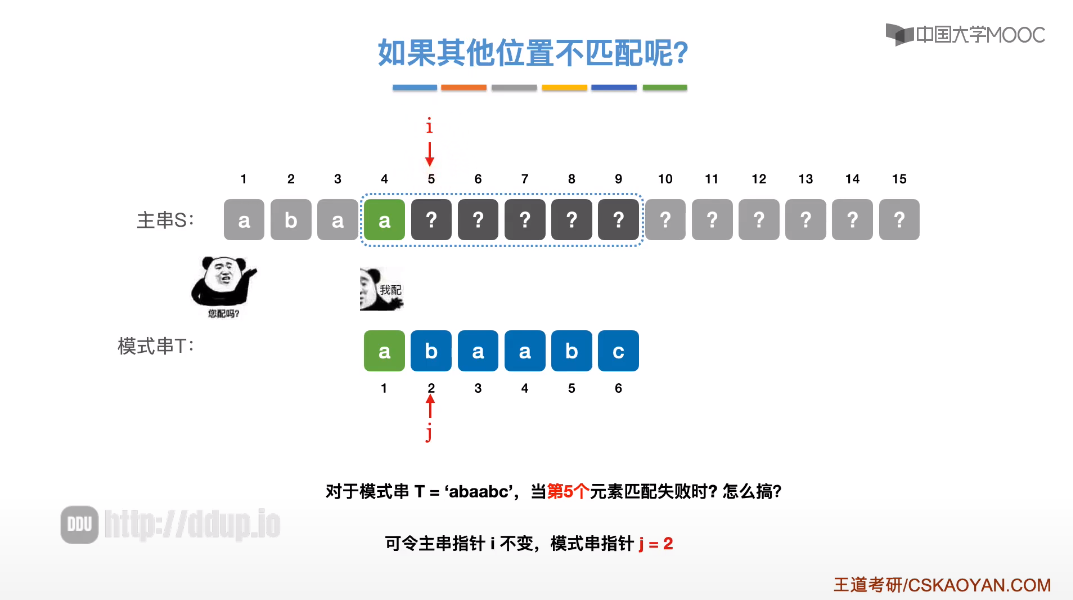 中国大学MOOC
如果其他位置不匹配呢?
i
1 2 3 4 5 6 7 8 9 10 11 12 13 14 15
主串S: a b a a ? ? ? ? ? ? ? ? ? ? ?
我配
您配吗?
模式串T: a b a a b c
1 2 3 4 5 6
j
对于模式串 T = ‘abaabc’，当第5个元素匹配失败时? 怎么搞?
DDU http://ddup.io
可令主串指针 i 不变，模式串指针 j = 2
王道考研/CSKAOYAN.COM